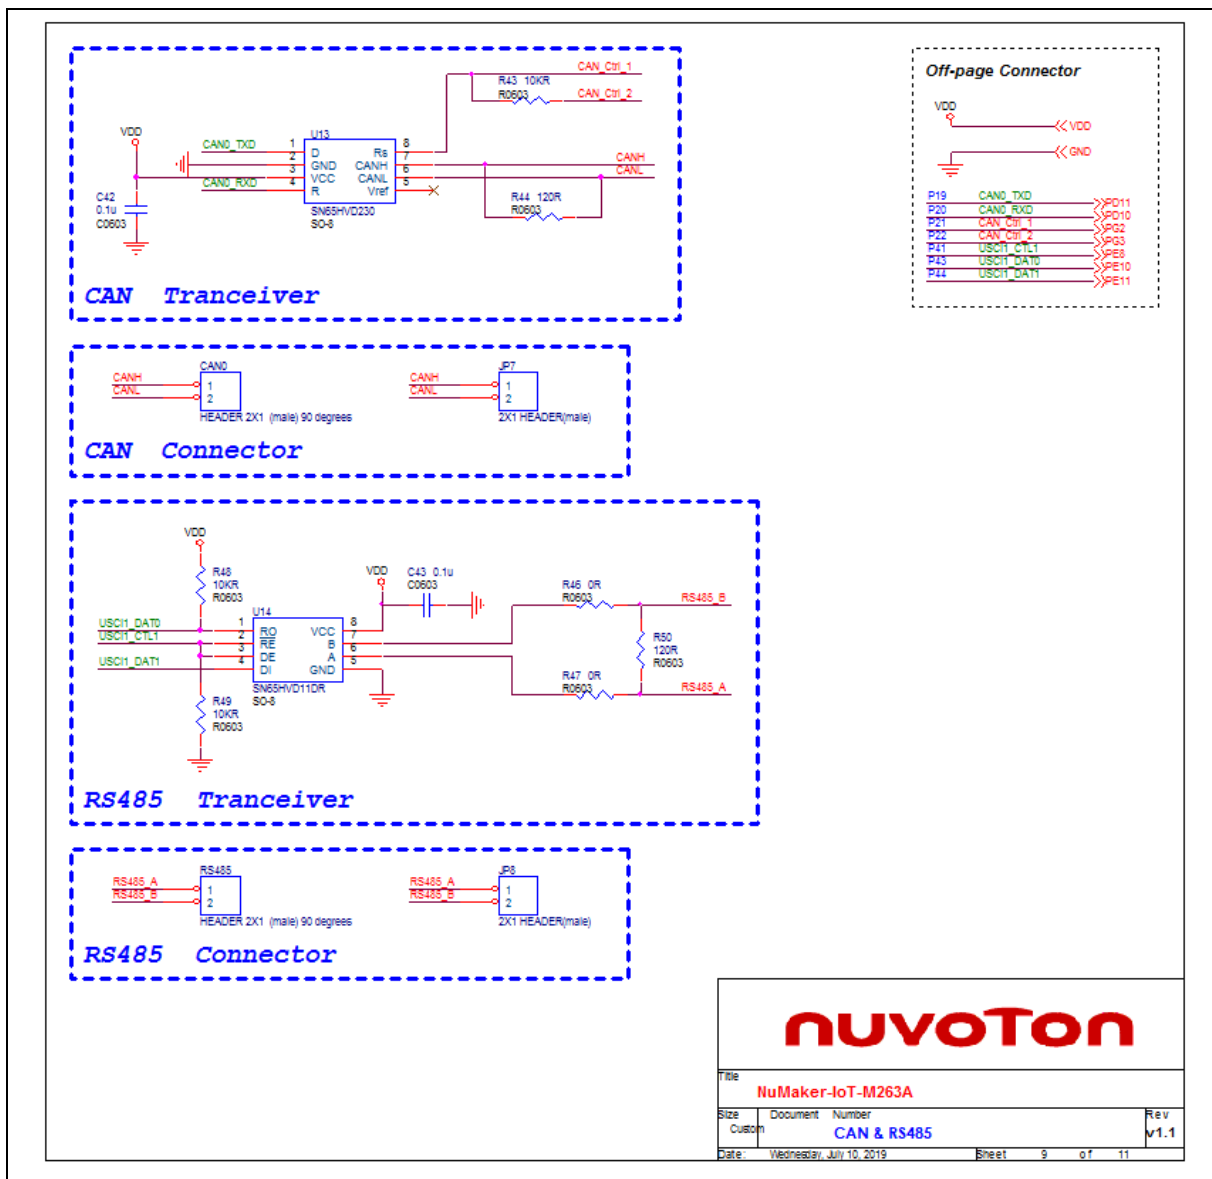 CAN_Ctrl_1
R43 10KR
R0603
CAN_Ctrl_2
VDD
U13
CAN0_TXD
1
D
Rs
8
2
GND
CANH
7
CANH
3
VCC
CANL
6
CANL
CAN0_RXD
4
R
Vref
5
C42
0.1u
C0603
SN65HVD230
SO-8
R44 120R
R0603
CAN Tranceiver
Off-page Connector
VDD
VDD
GND
P19 CAN0_TXD PD11
P20 CAN0_RXD PD10
P21 CAN_Ctrl_1 PG2
P22 CAN_Ctrl_2 PG3
P41 USCI1_CTL1 PE8
P43 USCI1_DAT0 PE10
P44 USCI1_DAT1 PE11
CAN0
CANH 1
CANL 2
HEADER 2X1 (male) 90 degrees
JP7
CANH 1
CANL 2
2X1 HEADER(male)
CAN Connector
VDD
R48
10KR
R0603
VDD
C43 0.1u
C0603
U14
USCI1_DAT0
1
RO
VCC
8
USCI1_CTL1
2
RE
B
7
3
DE
A
6
USCI1_DAT1
4
DI
GND
5
SN65HVD11DR
SO-8
R49
10KR
R0603
R46 0R
R0603
RS485_B
R50
120R
R0603
R47 0R
R0603
RS485_A
RS485 Tranceiver
RS485
RS485_A 1
RS485_B 2
HEADER 2X1 (male) 90 degrees
JP8
RS485_A 1
RS485_B 2
2X1 HEADER(male)
RS485 Connector
nuvoTon
Title
NuMaker-IoT-M263A
Size Document Number Rev
Custom CAN & RS485 v1.1
Date: Wednesday, July 10, 2019 Sheet 9 of 11